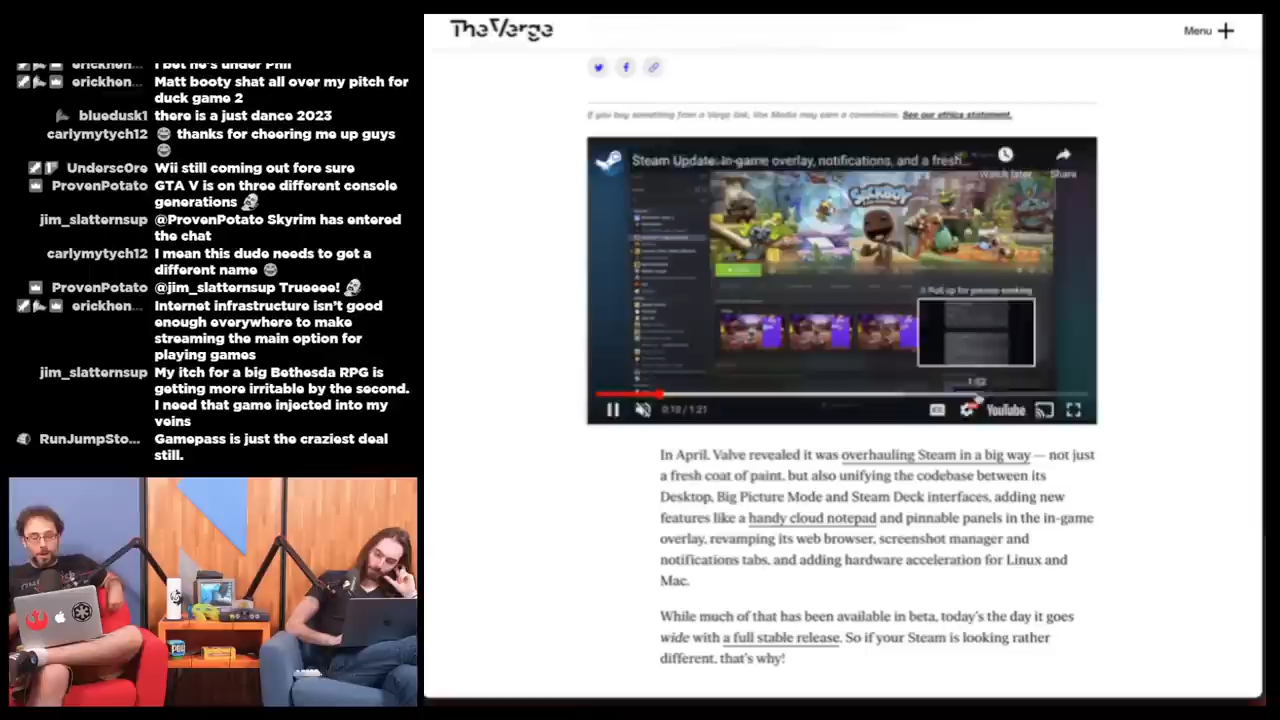 I bet he's under Phil
erickhen... Matt booty shat all over my pitch for
duck game 2
bluedusk1 there is a just dance 2023
carlymytych12 thanks for cheering me up guys
UnderscOre Wii still coming out fore sure
ProvenPotato GTA V is on three different console
generations
jim_slatternsup @ProvenPotato Skyrim has entered
the chat
carlymytych12 I mean this dude needs to get a
different name
ProvenPotato @jim_slatternsup Trueeee!
erickhen... Internet infrastructure isn't good
enough everywhere to make
streaming the main option for
playing games
jim_slatternsup My itch for a big Bethesda RPG is
getting more irritable by the second.
I need that game injected into my
veins
RunJumpSto... Gamepass is just the craziest deal
still.
The Verge
Menu
If you buy something from a Verge link, Vox Media may earn a commission. See our ethics statement.
Steam Update: In-game overlay, notifications, and a fresh...
Watch later
Share
SACKBOY
Pull up for precise seeking
1:02
0:10 / 1:21
YouTube
In April, Valve revealed it was overhauling Steam in a big way — not just
a fresh coat of paint, but also unifying the codebase between its
Desktop, Big Picture Mode and Steam Deck interfaces, adding new
features like a handy cloud notepad and pinnable panels in the in-game
overlay, revamping its web browser, screenshot manager and
notifications tabs, and adding hardware acceleration for Linux and
Mac.
While much of that has been available in beta, today's the day it goes
wide with a full stable release. So if your Steam is looking rather
different, that's why!